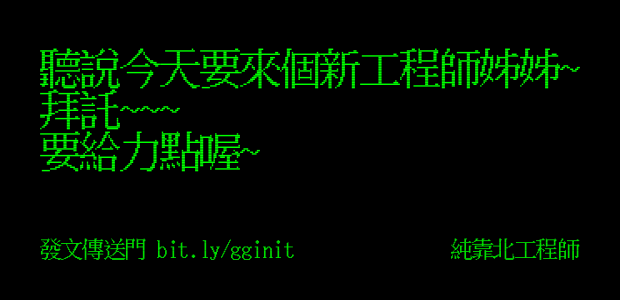 聽說今天要來個新工程師姊姊~
拜託~~~
要給力點喔~
發文傳送門 bit.ly/gginit
純靠北工程師